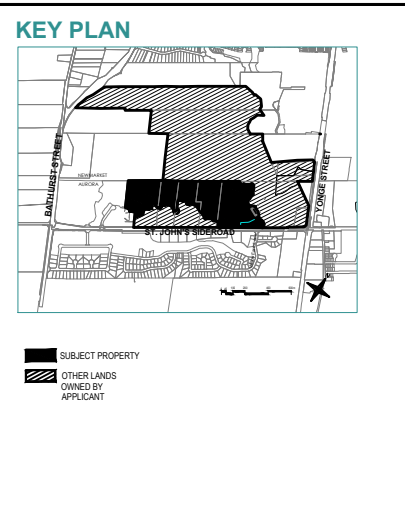 KEY PLAN
BATHURST STREET
YONGE STREET
NEWMARKET
AURORA
ST. JOHN'S SIDEROAD
SUBJECT PROPERTY
OTHER LANDS
OWNED BY
APPLICANT